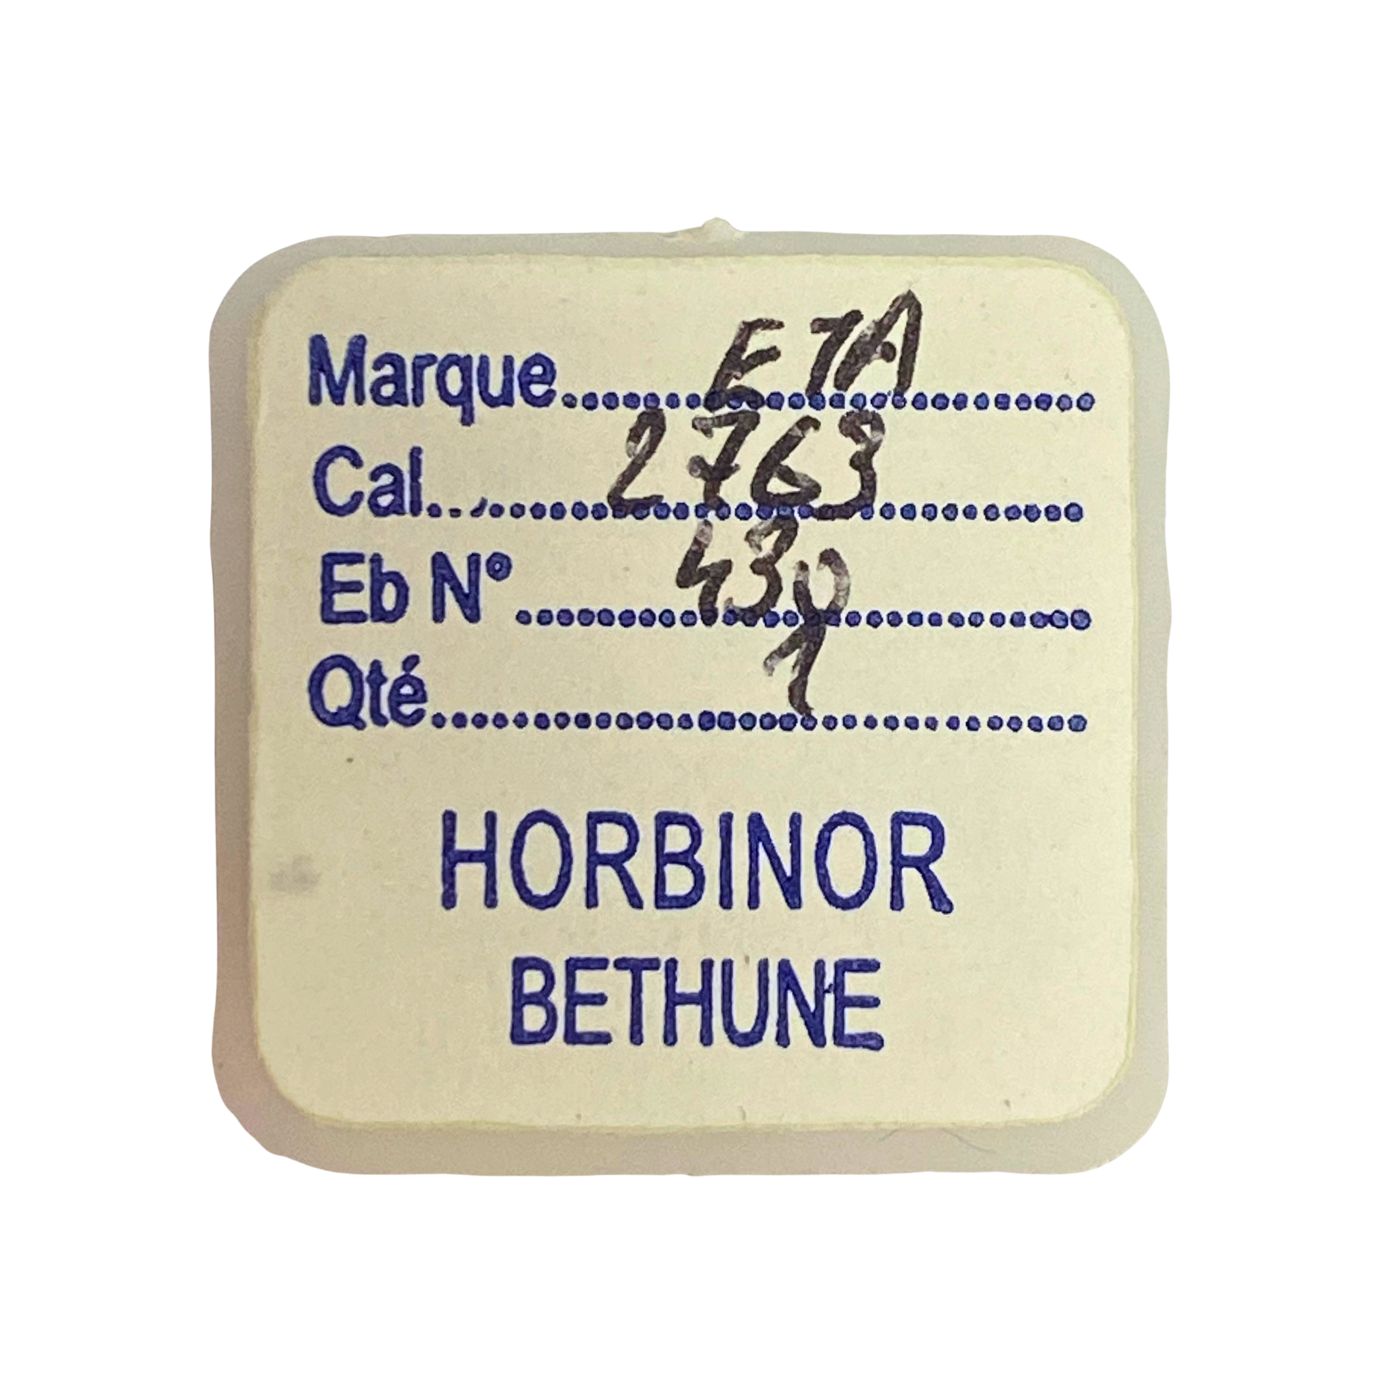 Marque........ETA........
Cal........2763........
Eb N°........430........
Qté........1........
HORBINOR
BETHUNE